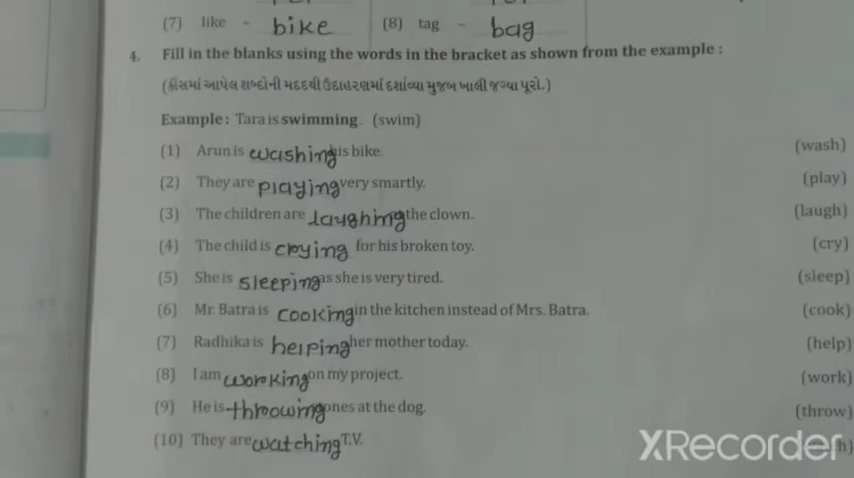 (7) like - bike (8) tag - bag
4. Fill in the blanks using the words in the bracket as shown from the example :
(કૌંસમાં આપેલ શબ્દોની મદદથી ઉદાહરણમાં દર્શાવ્યા મુજબ ખાલી જગ્યા પૂરો.)
Example: Tara is swimming. (swim)
(1) Arun is washing his bike. (wash)
(2) They are playing very smartly. (play)
(3) The children are laughing the clown. (laugh)
(4) The child is crying for his broken toy. (cry)
(5) She is sleeping as she is very tired. (sleep)
(6) Mr. Batra is cooking in the kitchen instead of Mrs. Batra. (cook)
(7) Radhika is helping her mother today. (help)
(8) I am working on my project. (work)
(9) He is throwing ones at the dog. (throw)
(10) They are watching T.V.
XRecorder